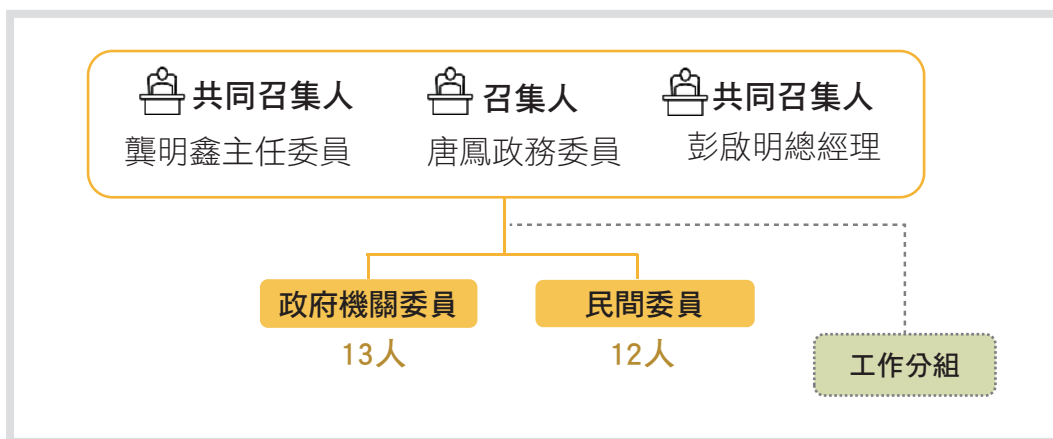 共同召集人
龔明鑫主任委員
召集人
唐鳳政務委員
共同召集人
彭啟明總經理
政府機關委員
13人
民間委員
12人
工作分組